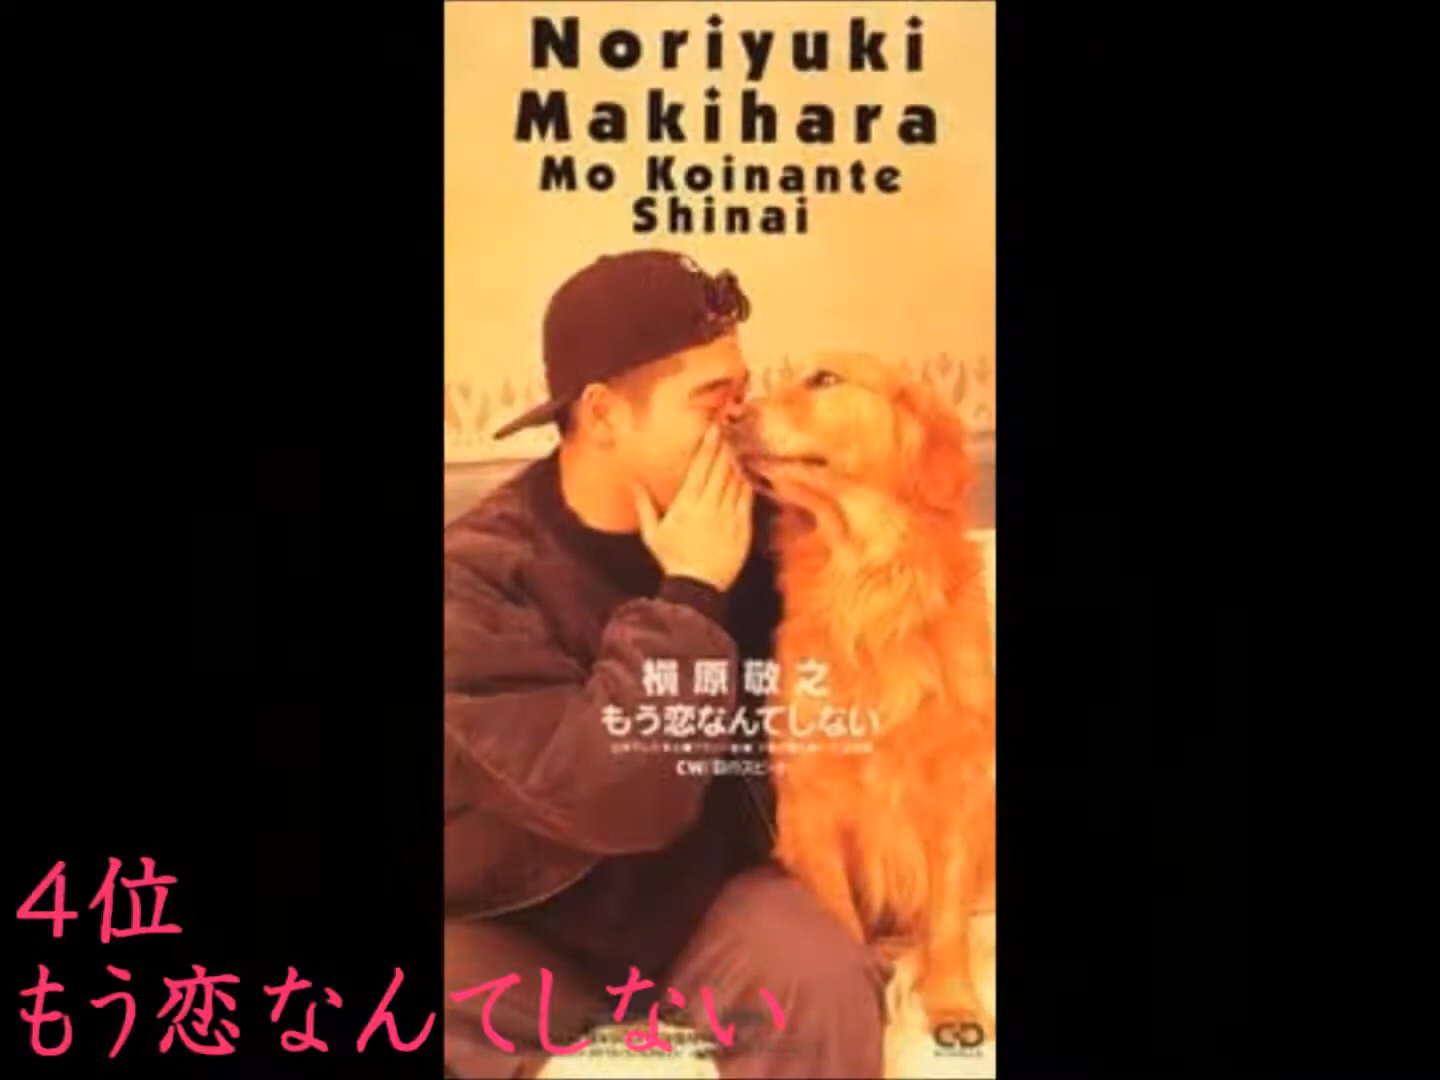 Noriyuki
Makihara
Mo Koinante
Shinai
槇原敬之
もう恋なんてしない
CD
4位
もう恋なんてしない